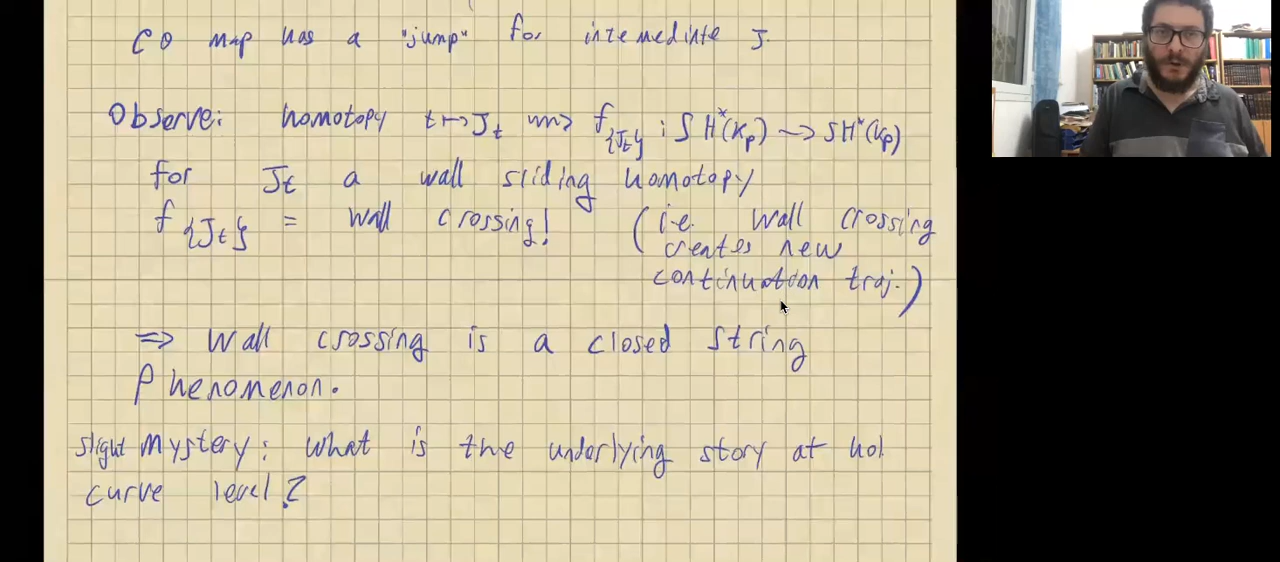 CO map has a "jump" for intermediate J.
Observe: homotopy t↦J_t ⇝ f_{J_t} : SH*(K_p) → SH*(K_p)
for J_t a wall sliding homotopy
f_{J_t} = wall crossing! (i.e. wall crossing
creates new
continuation traj.)
⇒ Wall crossing is a closed string
Phenomenon.
slight Mystery: What is the underlying story at hol
curve level?